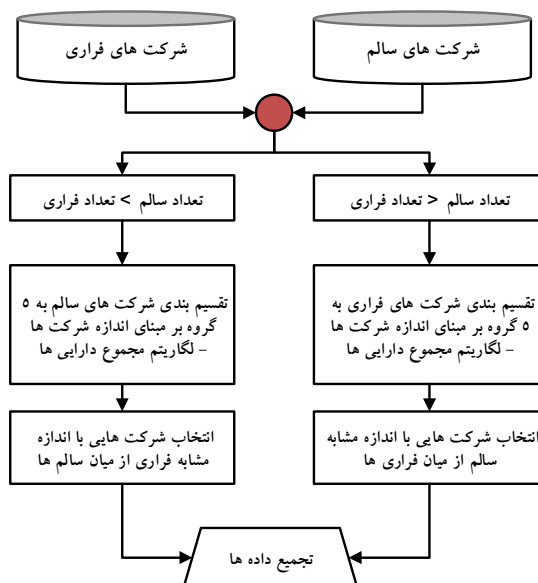 شرکت های سالم
شرکت های فراری
تعداد سالم < تعداد فراری
تعداد سالم > تعداد فراری
تقسیم بندی شرکت های فراری به
۵ گروه بر مبنای اندازه شرکت ها
– لگاریتم مجموع دارایی ها
تقسیم بندی شرکت های سالم به ۵
گروه بر مبنای اندازه شرکت ها
– لگاریتم مجموع دارایی ها
انتخاب شرکت هایی با اندازه مشابه
سالم از میان فراری ها
انتخاب شرکت هایی با اندازه
مشابه فراری از میان سالم ها
تجمیع داده ها